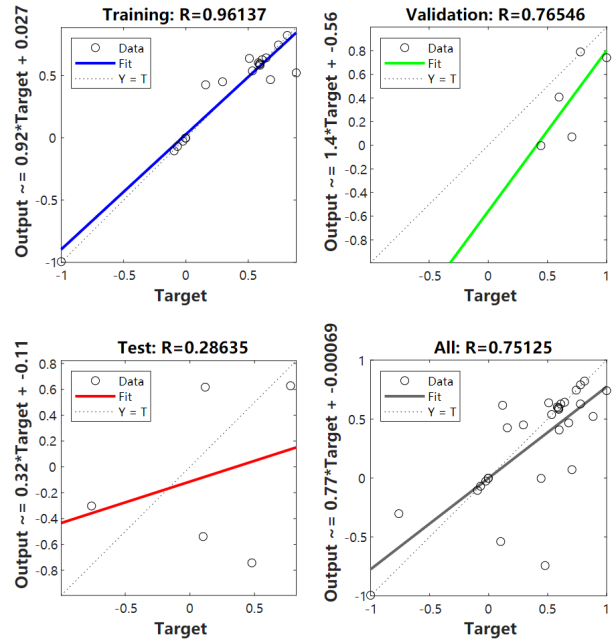 Training: R=0.96137
Output ~= 0.92*Target + 0.027
Data
Fit
Y = T
0.5
0
-0.5
-1
-1
-0.5
0
0.5
Target
Validation: R=0.76546
Output ~= 1.4*Target + -0.56
Data
Fit
Y = T
0.8
0.6
0.4
0.2
0
-0.2
-0.4
-0.6
-0.8
-0.5
0
0.5
1
Target
Test: R=0.28635
Output ~= 0.32*Target + -0.11
Data
Fit
Y = T
0.8
0.6
0.4
0.2
0
-0.2
-0.4
-0.6
-0.8
-0.5
0
0.5
Target
All: R=0.75125
Output ~= 0.77*Target + -0.00069
Data
Fit
Y = T
1
0.5
0
-0.5
-1
-1
-0.5
0
0.5
1
Target